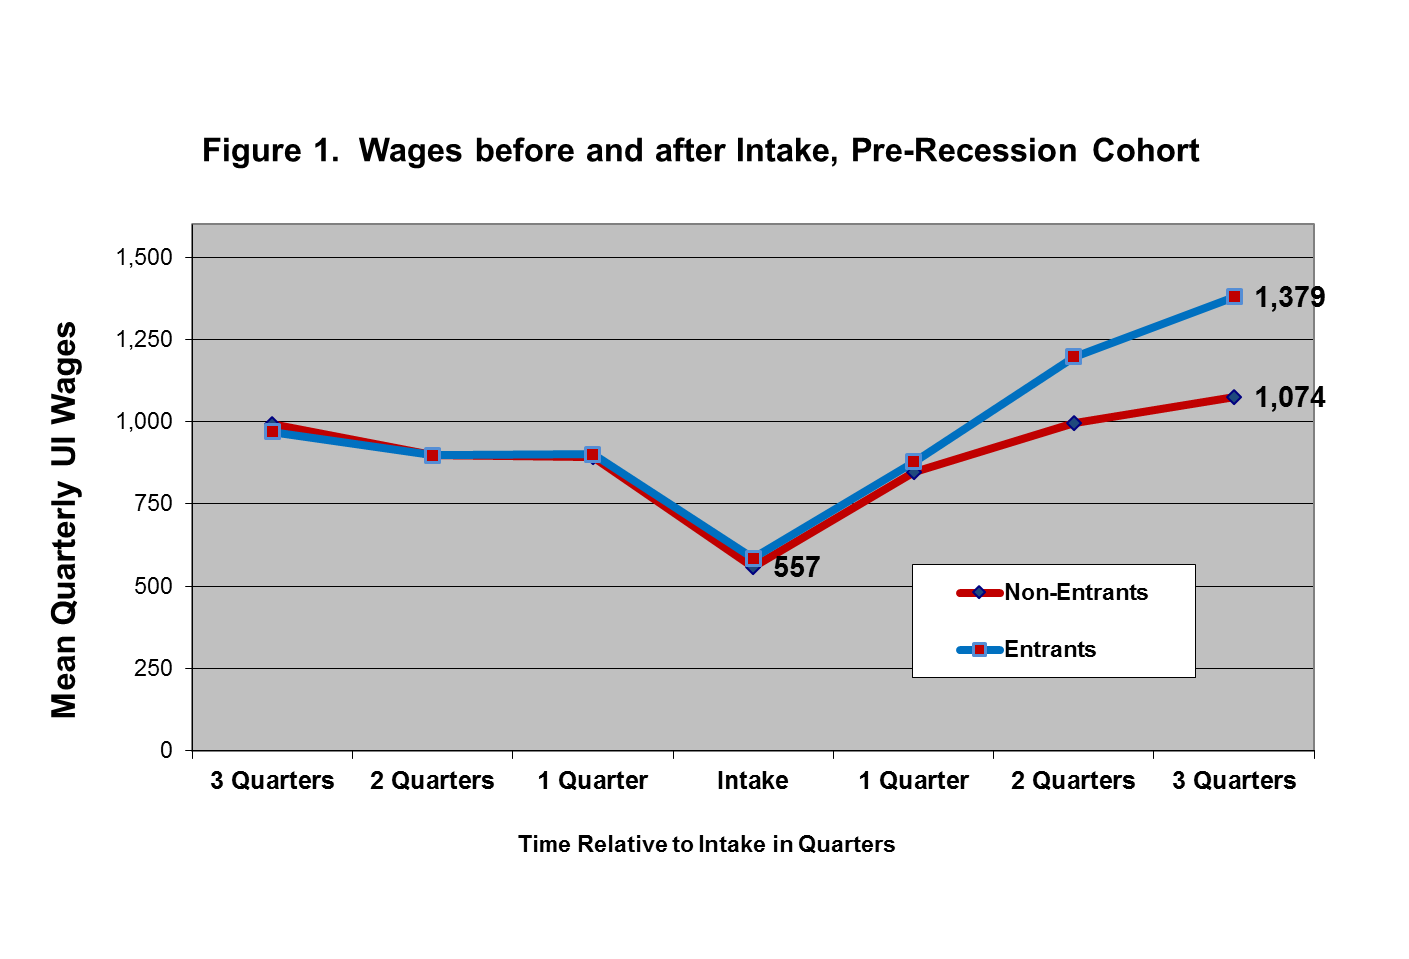 Figure 1. Wages before and after Intake, Pre-Recession Cohort
Mean Quarterly UI Wages
1,500
1,250
1,000
750
500
250
0
1,379
1,074
557
Non-Entrants
Entrants
3 Quarters 2 Quarters 1 Quarter Intake 1 Quarter 2 Quarters 3 Quarters
Time Relative to Intake in Quarters